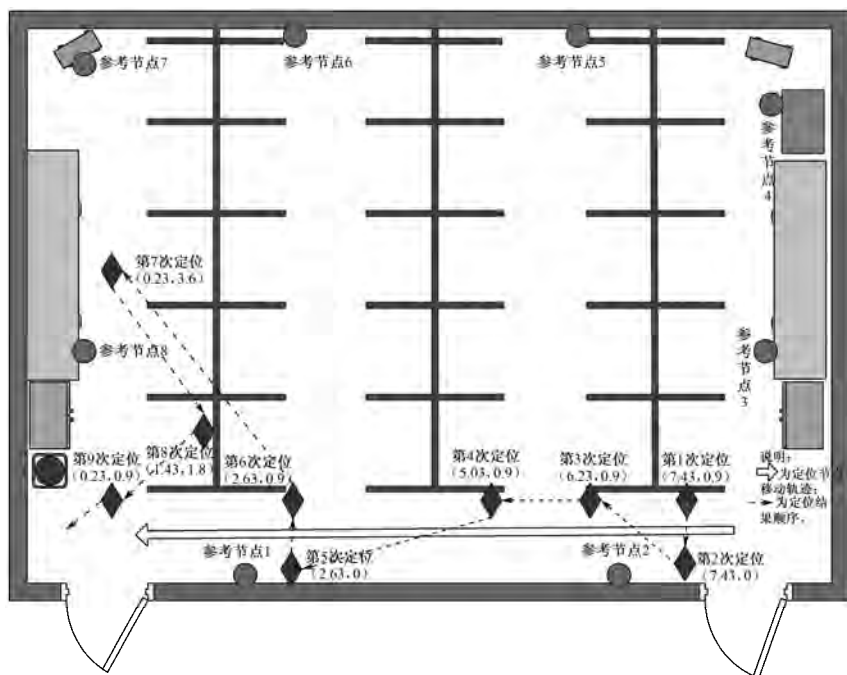 参考节点7
参考节点6
参考节点5
参考节点4
第7次定位
(0.23,3.6)
参考节点8
参考节点3
第9次定位
(0.23,0.9)
第8次定位
(1.43,1.8)
第6次定位
(2.63,0.9)
第4次定位
(5.03,0.9)
第3次定位
(6.23,0.9)
第1次定位
(7.43,0.9)
说明:
为定位节点
移动轨迹;
为定位结
果顺序。
参考节点1
第5次定位
(2.63,0)
参考节点2
第2次定位
(7.43,0)